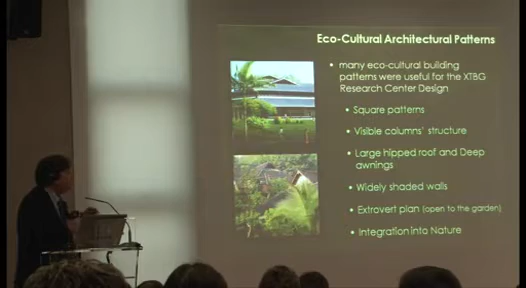 Eco-Cultural Architectural Patterns
• many eco-cultural building
patterns were useful for the XTBG
Research Center Design
• Square patterns
• Visible columns' structure
• Large hipped roof and Deep
awnings
• Widely shaded walls
• Extrovert plan (open to the garden)
• Integration into Nature